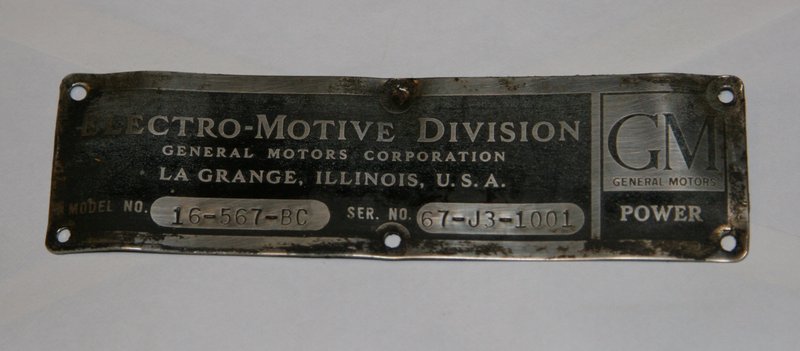 ELECTRO-MOTIVE DIVISION
GENERAL MOTORS CORPORATION
LA GRANGE, ILLINOIS, U.S.A.
MODEL NO. 16-567-BC SER. NO. 67-J3-1001
GM
GENERAL MOTORS
POWER